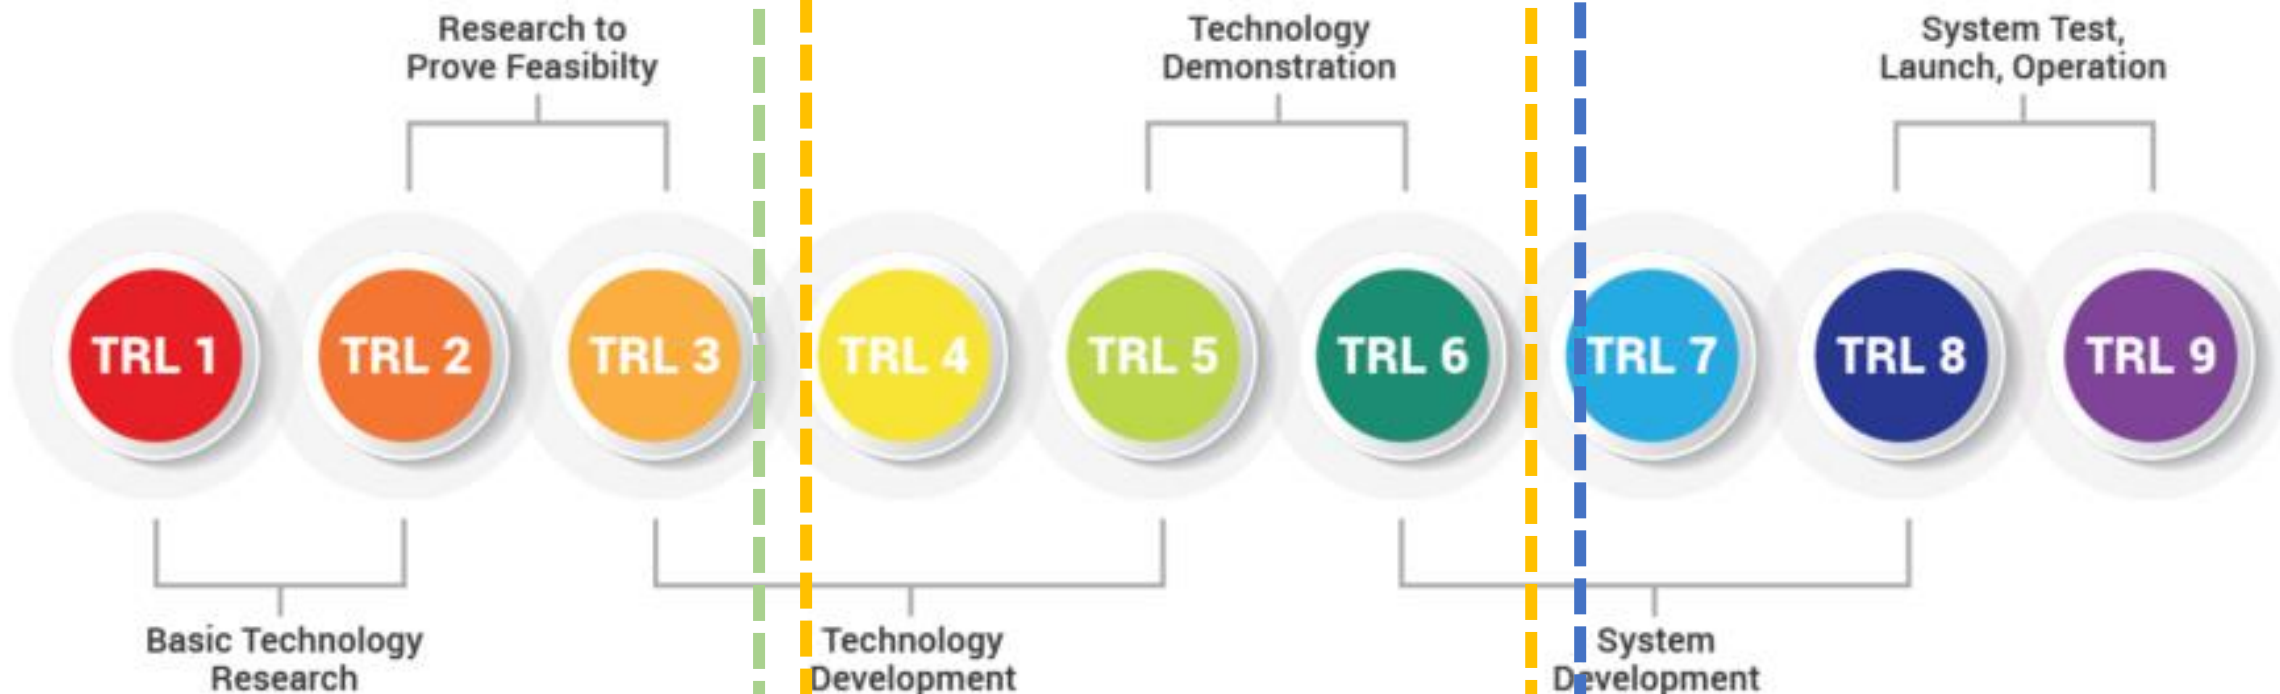 Research to
Prove Feasibilty
Technology
Demonstration
System Test,
Launch, Operation
TRL 1
TRL 2
TRL 3
TRL 4
TRL 5
TRL 6
TRL 7
TRL 8
TRL 9
Basic Technology
Research
Technology
Development
System
Development